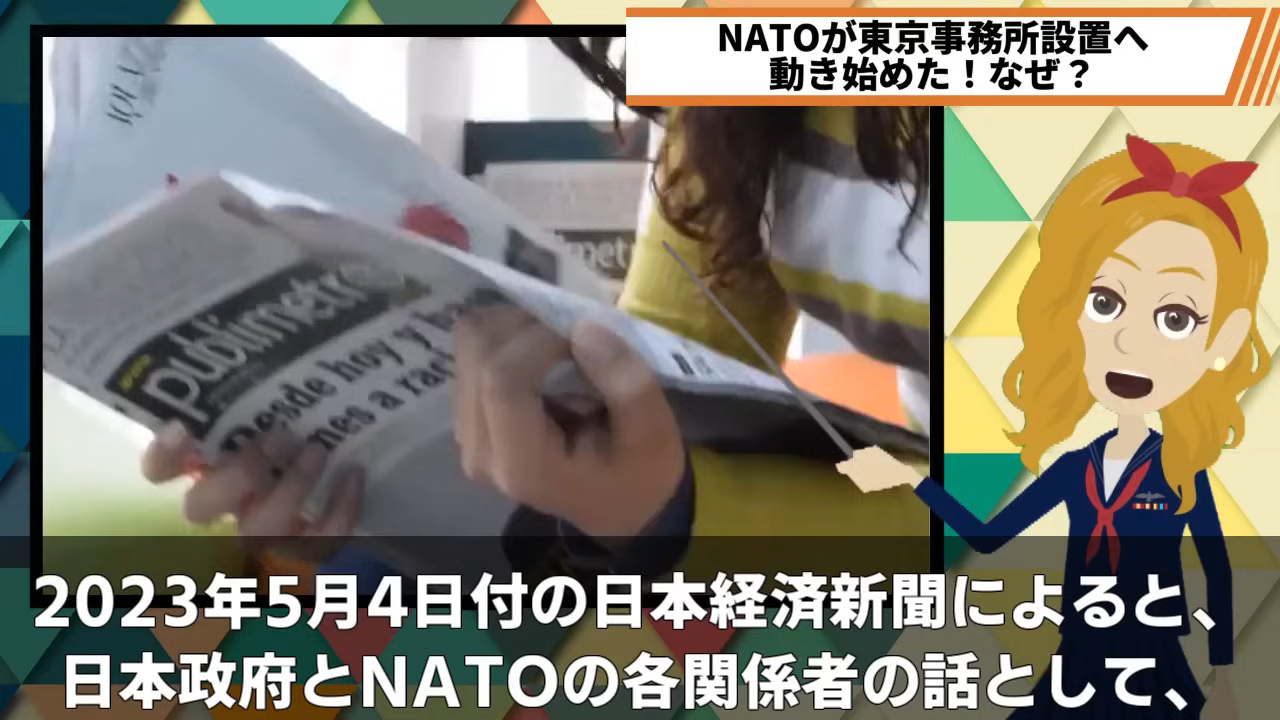 NATOが東京事務所設置へ
動き始めた！なぜ？
publimetro
Desde hoy y
2023年5月4日付の日本経済新聞によると、
日本政府とNATOの各関係者の話として、